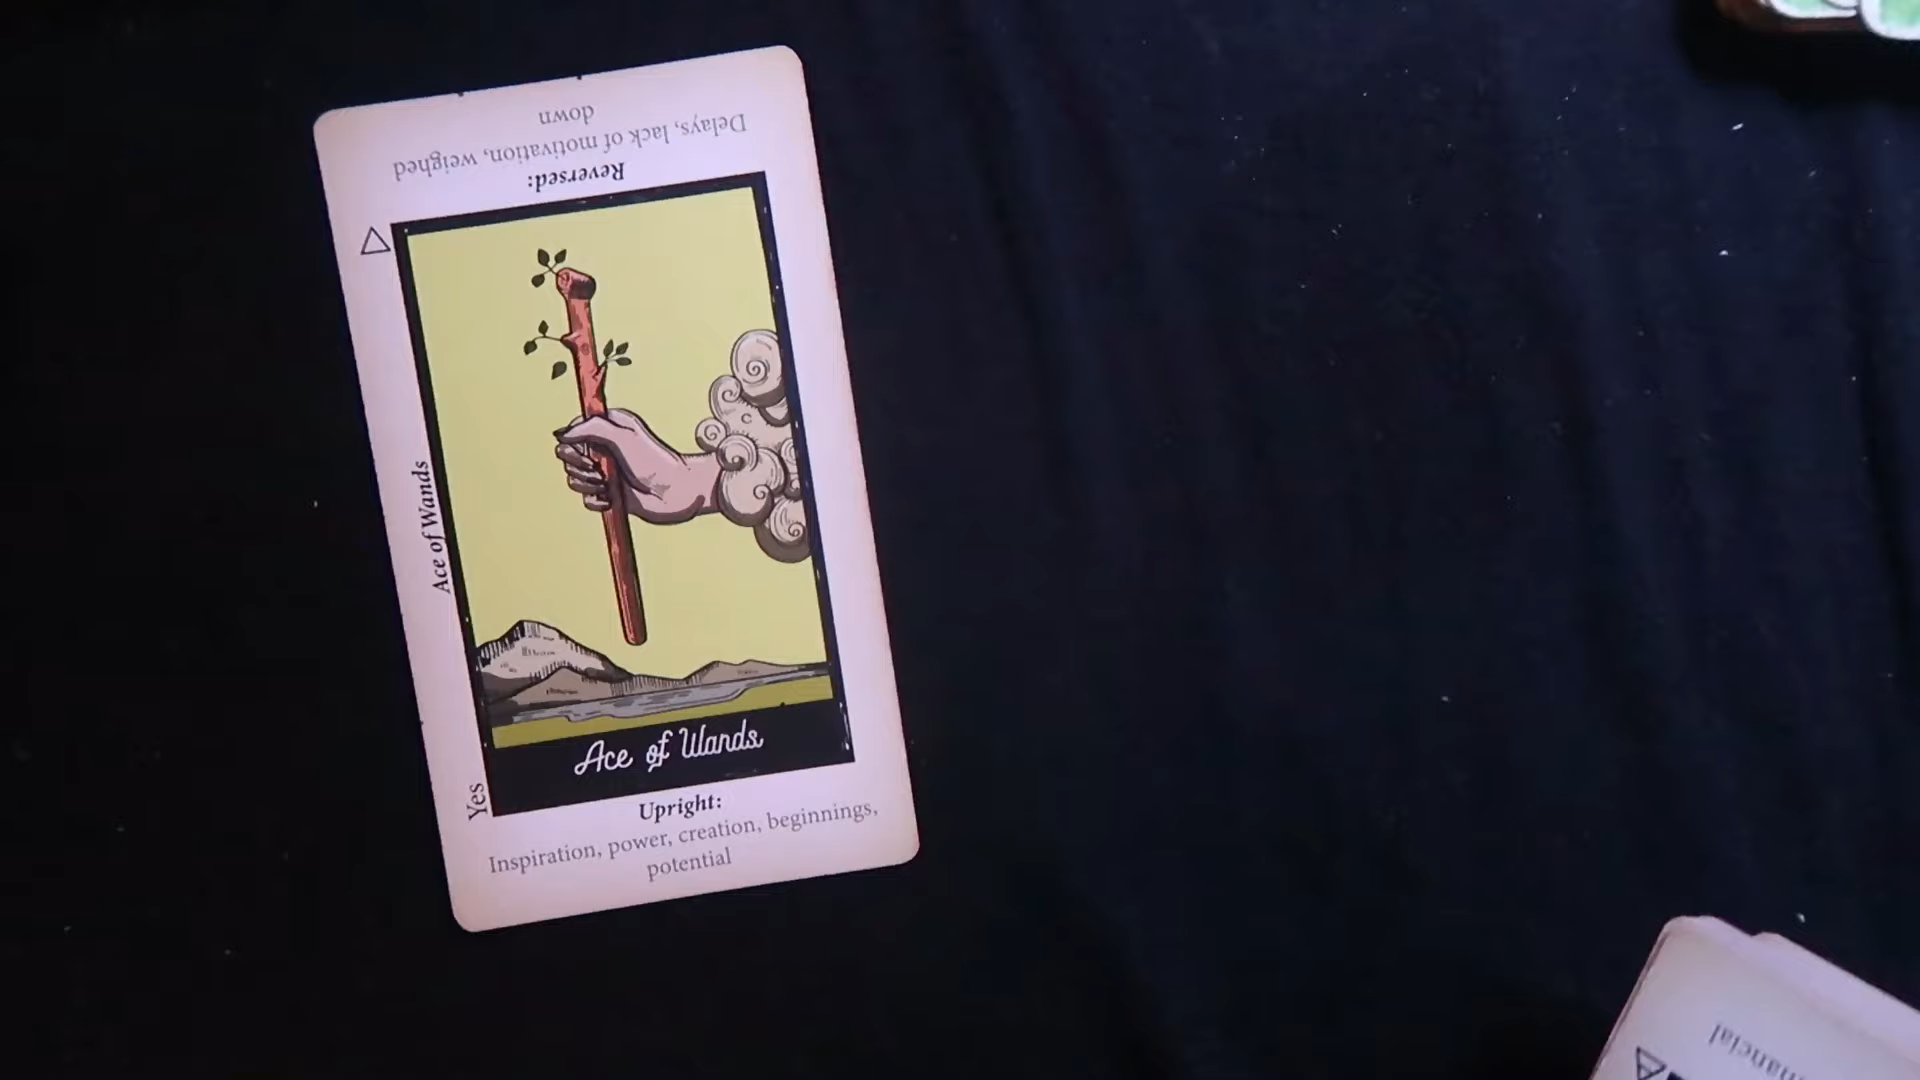 Reversed:
Delays, lack of motivation, weighed
down
Ace of Wands
Yes
Ace of Wands
Upright:
Inspiration, power, creation, beginnings,
potential